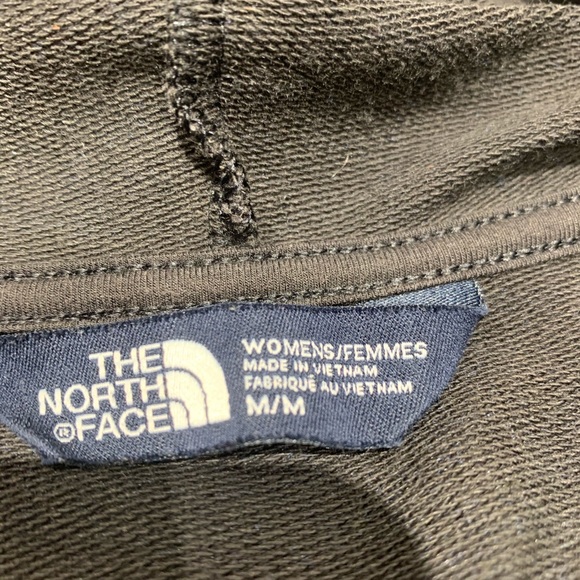 THE
NORTH
®FACE
WOMENS/FEMMES
MADE IN VIETNAM
FABRIQUÉ AU VIETNAM
M/M